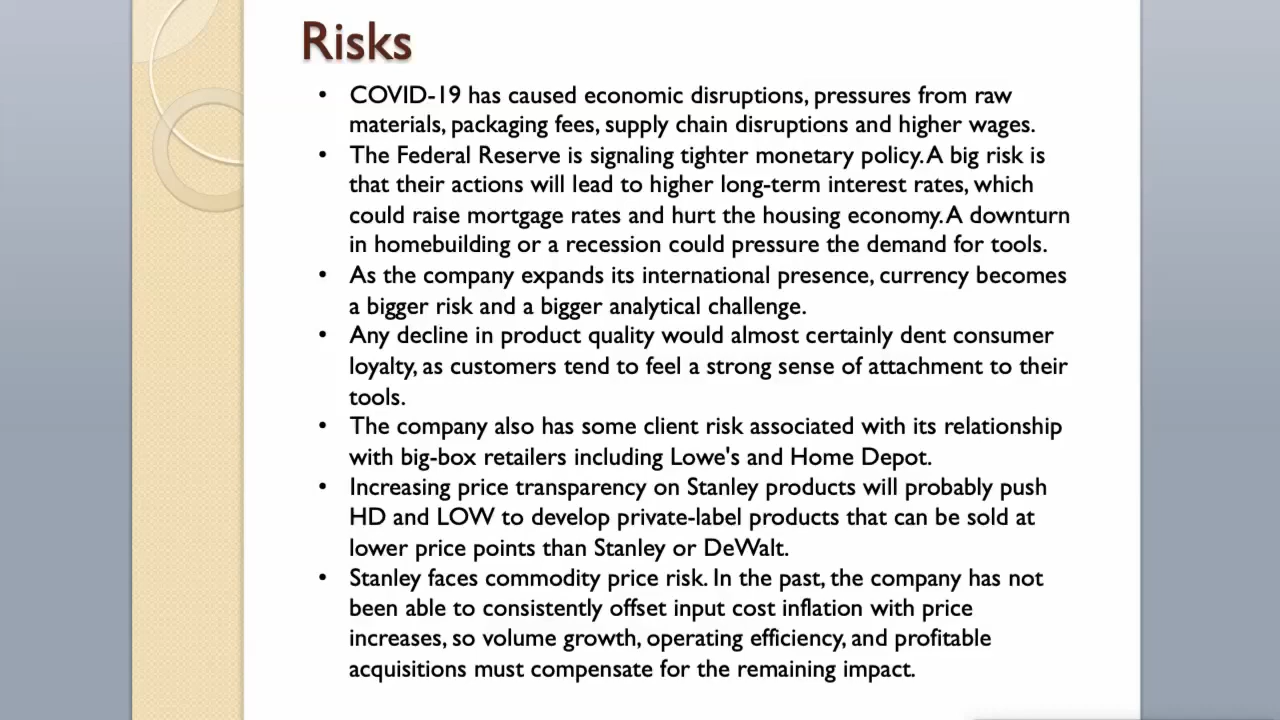 Risks
• COVID-19 has caused economic disruptions, pressures from raw
materials, packaging fees, supply chain disruptions and higher wages.
• The Federal Reserve is signaling tighter monetary policy. A big risk is
that their actions will lead to higher long-term interest rates, which
could raise mortgage rates and hurt the housing economy. A downturn
in homebuilding or a recession could pressure the demand for tools.
• As the company expands its international presence, currency becomes
a bigger risk and a bigger analytical challenge.
• Any decline in product quality would almost certainly dent consumer
loyalty, as customers tend to feel a strong sense of attachment to their
tools.
• The company also has some client risk associated with its relationship
with big-box retailers including Lowe's and Home Depot.
• Increasing price transparency on Stanley products will probably push
HD and LOW to develop private-label products that can be sold at
lower price points than Stanley or DeWalt.
• Stanley faces commodity price risk. In the past, the company has not
been able to consistently offset input cost inflation with price
increases, so volume growth, operating efficiency, and profitable
acquisitions must compensate for the remaining impact.